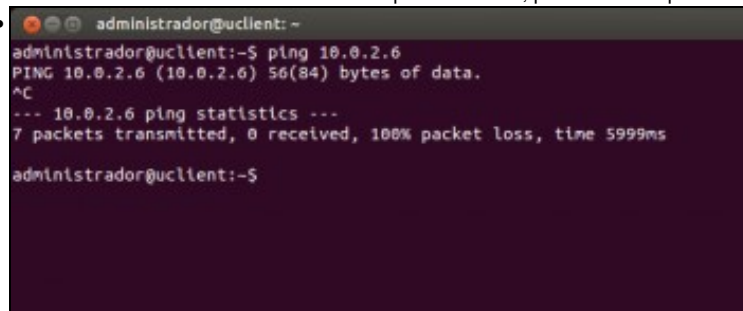 administrador@uclient: ~
administrador@uclient:~$ ping 10.0.2.6
PING 10.0.2.6 (10.0.2.6) 56(84) bytes of data.
^C
--- 10.0.2.6 ping statistics ---
7 packets transmitted, 0 received, 100% packet loss, time 5999ms
administrador@uclient:~$